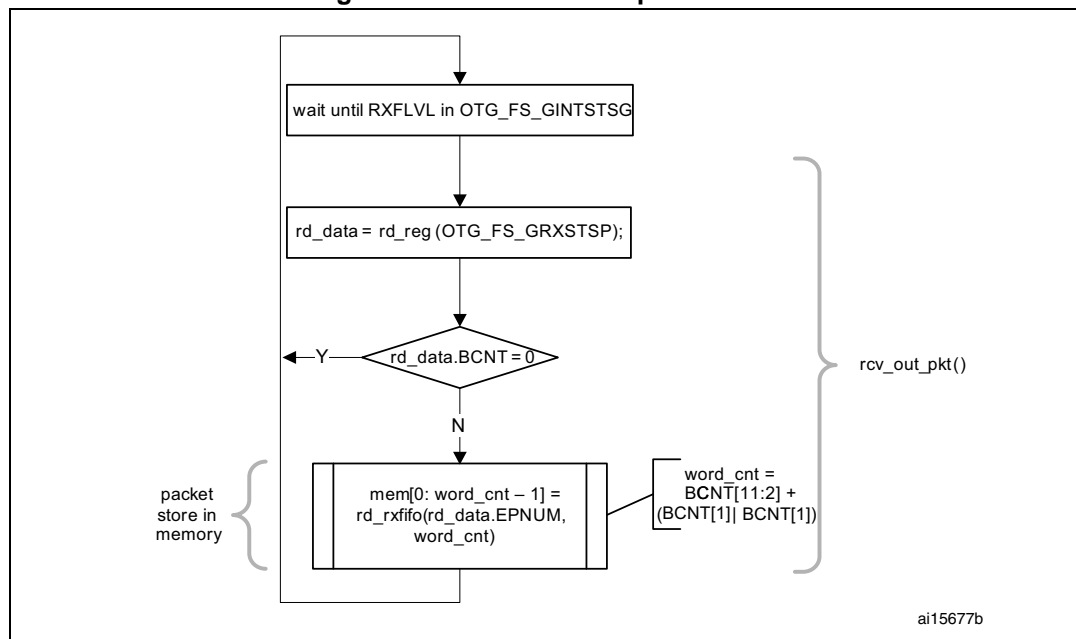 wait until RXFLVL in OTG_FS_GINTSTSG
rd_data = rd_reg (OTG_FS_GRXSTSP);
rd_data.BCNT = 0
Y
rcv_out_pkt()
N
packet
store in
memory
mem[0: word_cnt – 1] =
rd_rxfifo(rd_data.EPNUM,
word_cnt)
word_cnt =
BCNT[11:2] +
(BCNT[1] | BCNT[1])
ai15677b